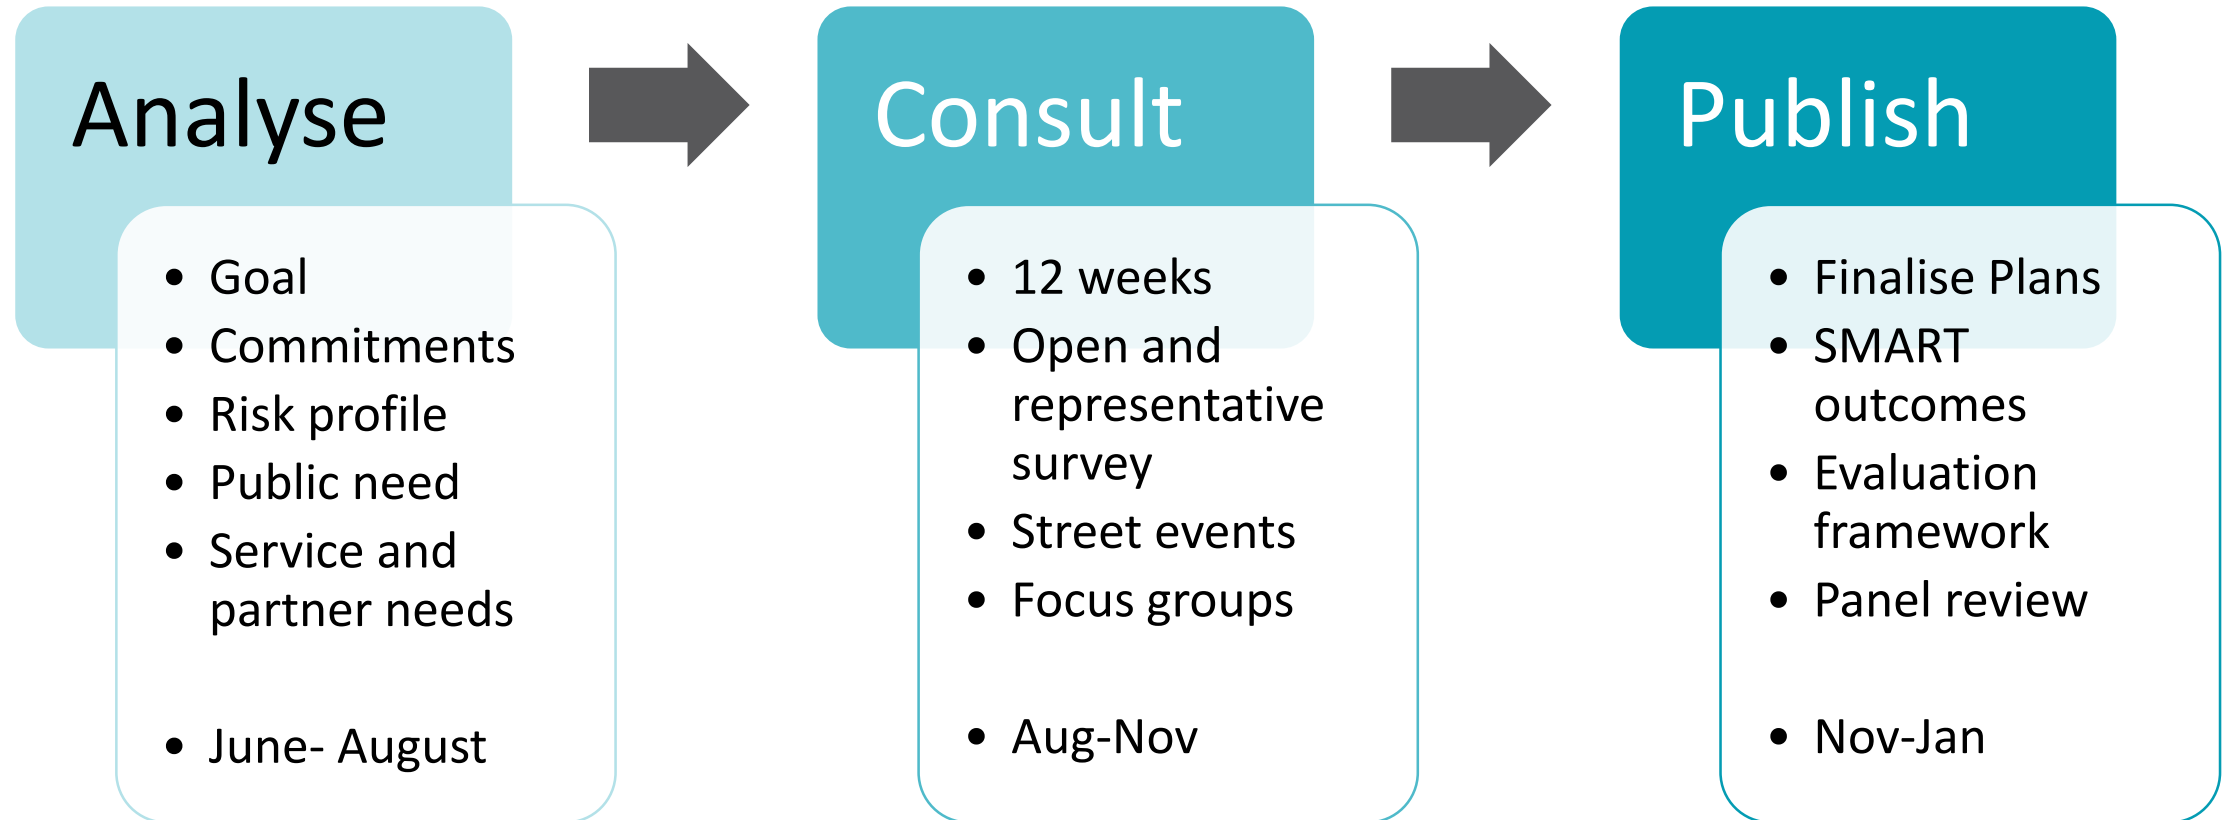 Analyse
• Goal
• Commitments
• Risk profile
• Public need
• Service and
partner needs
• June- August
Consult
• 12 weeks
• Open and
representative
survey
• Street events
• Focus groups
• Aug-Nov
Publish
• Finalise Plans
• SMART
outcomes
• Evaluation
framework
• Panel review
• Nov-Jan